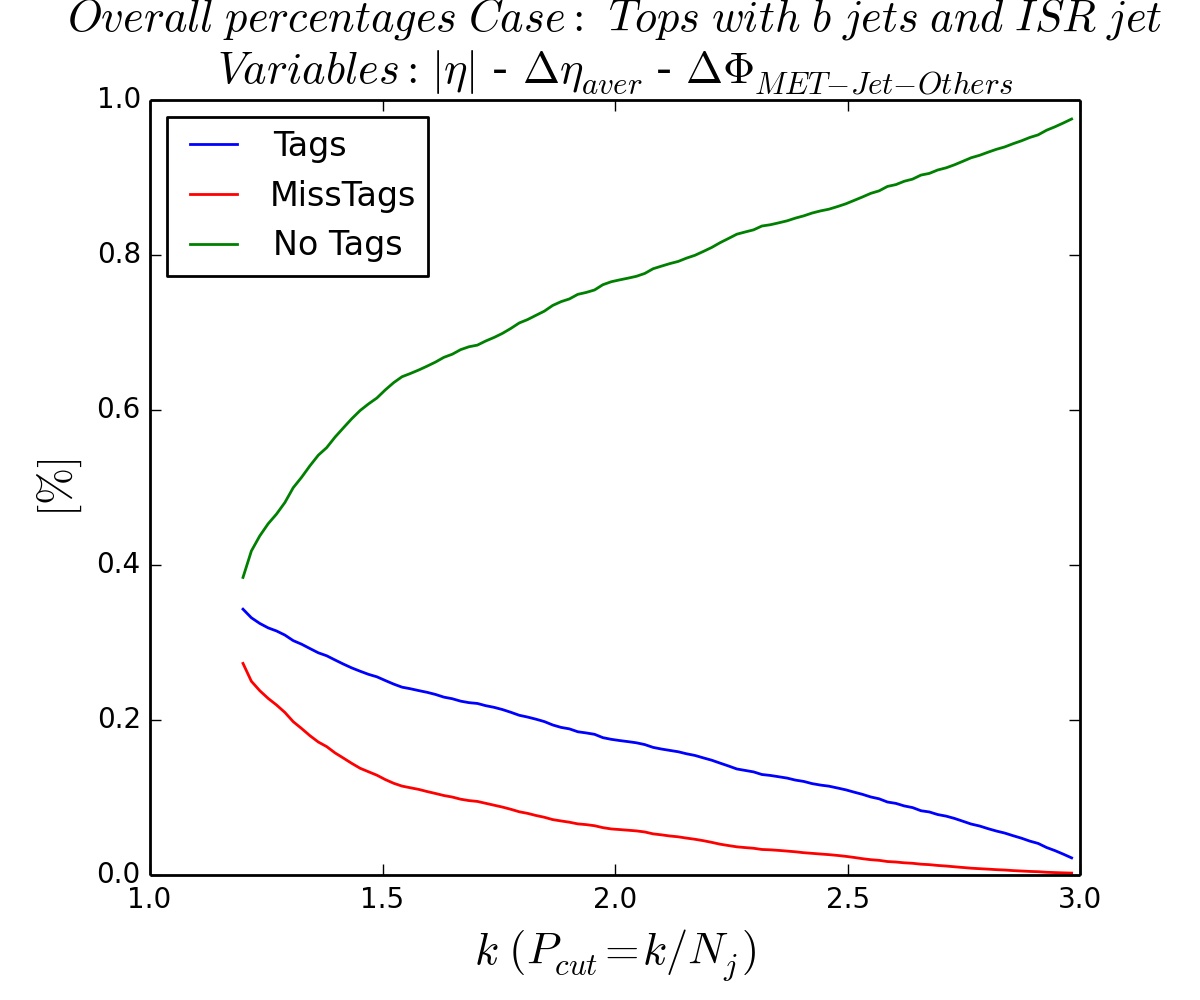 Overall percentages Case: Tops with b jets and ISR jet
Variables: |η| - Δη_aver - ΔΦ_MET−Jet−Others
1.0
0.8
0.6
0.4
0.2
0.0
[%]
Tags
MissTags
No Tags
1.0 1.5 2.0 2.5 3.0
k (P_cut = k/N_j)